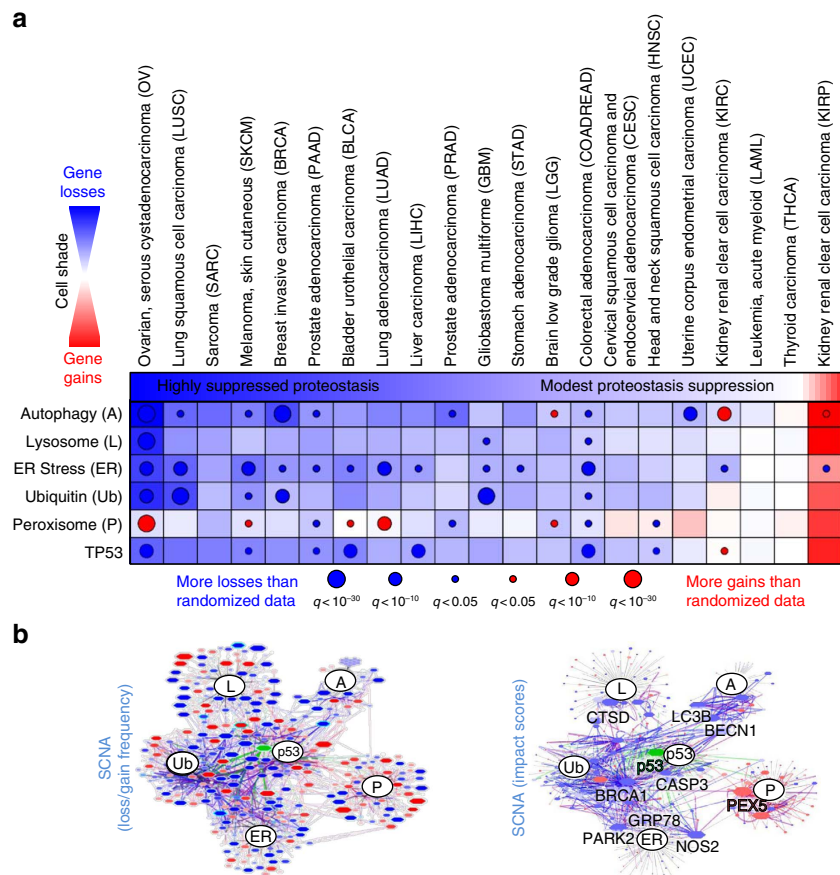 a
Ovarian, serous cystadenocarcinoma (OV)
Lung squamous cell carcinoma (LUSC)
Sarcoma (SARC)
Melanoma, skin cutaneous (SKCM)
Breast invasive carcinoma (BRCA)
Prostate adenocarcinoma (PAAD)
Bladder urothelial carcinoma (BLCA)
Lung adenocarcinoma (LUAD)
Liver carcinoma (LIHC)
Prostate adenocarcinoma (PRAD)
Gliobastoma multiforme (GBM)
Stomach adenocarcinoma (STAD)
Brain low grade glioma (LGG)
Colorectal adenocarcinoma (COADREAD)
Cervical squamous cell carcinoma and
endocervical adenocarcinoma (CESC)
Head and neck squamous cell carcinoma (HNSC)
Uterine corpus endometrial carcinoma (UCEC)
Kidney renal clear cell carcinoma (KIRC)
Leukemia, acute myeloid (LAML)
Thyroid carcinoma (THCA)
Kidney renal clear cell carcinoma (KIRP)
Gene
losses
Cell shade
Gene
gains
Highly suppressed proteostasis
Modest proteostasis suppression
Autophagy (A)
Lysosome (L)
ER Stress (ER)
Ubiquitin (Ub)
Peroxisome (P)
TP53
More losses than
randomized data
q < 10⁻³⁰
q < 10⁻¹⁰
q < 0.05
q < 0.05
q < 10⁻¹⁰
q < 10⁻³⁰
More gains than
randomized data
b
SCNA
(loss/gain frequency)
L
A
Ub
p53
P
ER
SCNA (impact scores)
L
A
CTSD
LC3B
BECN1
p53
p53
Ub
CASP3
BRCA1
P
PEX5
GRP78
PARK2
ER
NOS2